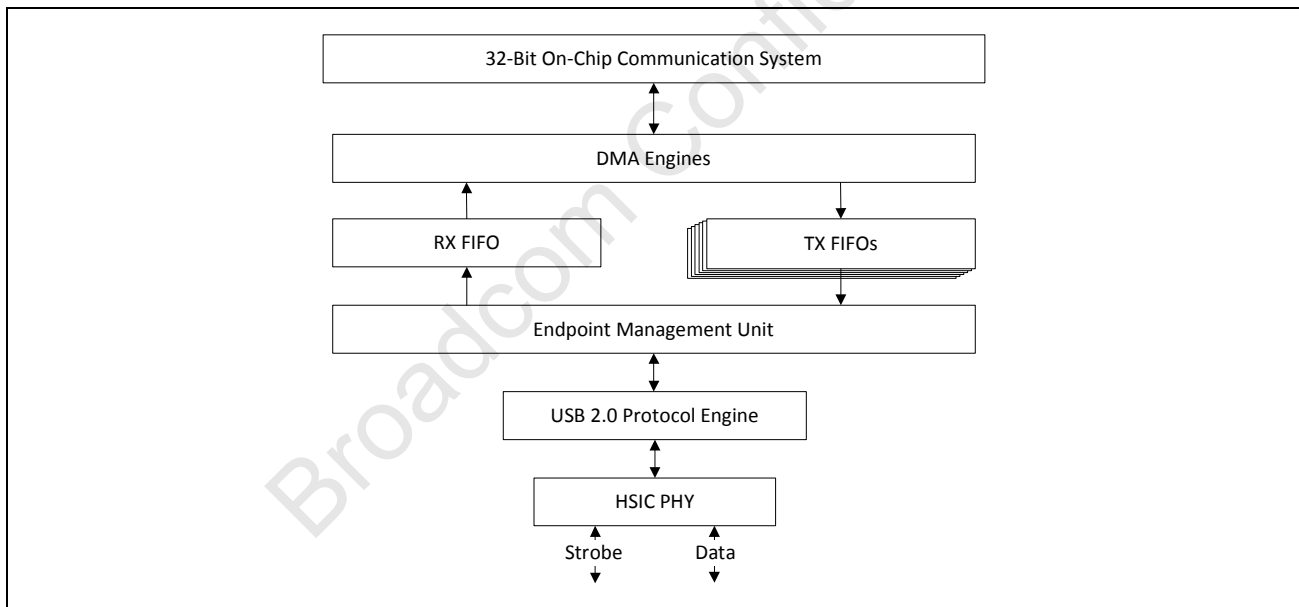 32-Bit On-Chip Communication System
DMA Engines
RX FIFO
TX FIFOs
Endpoint Management Unit
USB 2.0 Protocol Engine
HSIC PHY
Strobe
Data
Broadcom Confi